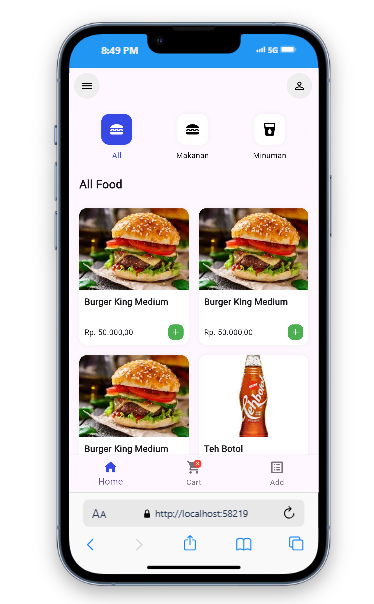 8:49 PM
5G
All
Makanan
Minuman
All Food
Burger King Medium
Burger KIng Medium
Rp. 50.000,00
Rp. 50.000,00
Tehbotol
Burger King Medium
Teh Botol
Home
Cart
Add
AA
http://localhost:58219